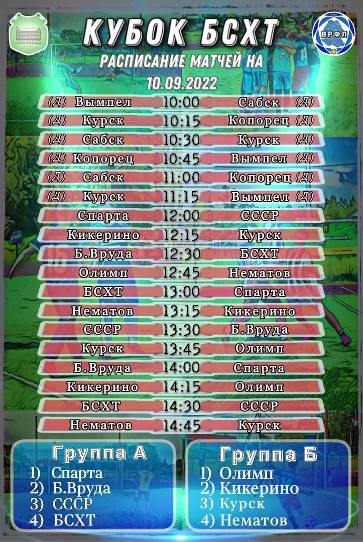 ВРФЛ
КУБОК БСХТ
РАСПИСАНИЕ МАТЧЕЙ НА
10.09.2022
(Д) Вымпел 10:00 Сабск (Д)
Курск 10:15 Копорец (Д)
(Д) Сабск 10:30 Курск (Д)
(Д) Копорец 10:45 Вымпел (Д)
(Д) Сабск 11:00 Копорец (Д)
(Д) Курск 11:15 Вымпел (Д)
Спарта 12:00 СССР
Кикерино 12:15 Курск
Б.Вруда 12:30 БСХТ
Олимп 12:45 Нематов
БСХТ 13:00 Спарта
Нематов 13:15 Кикерино
СССР 13:30 Б.Вруда
Курск 13:45 Олимп
Б.Вруда 14:00 Спарта
Кикерино 14:15 Олимп
БСХТ 14:30 СССР
Нематов 14:45 Курск
Группа А
1) Спарта
2) Б.Вруда
3) СССР
4) БСХТ
Группа Б
1) Олимп
2) Кикерино
3) Курск
4) Нематов